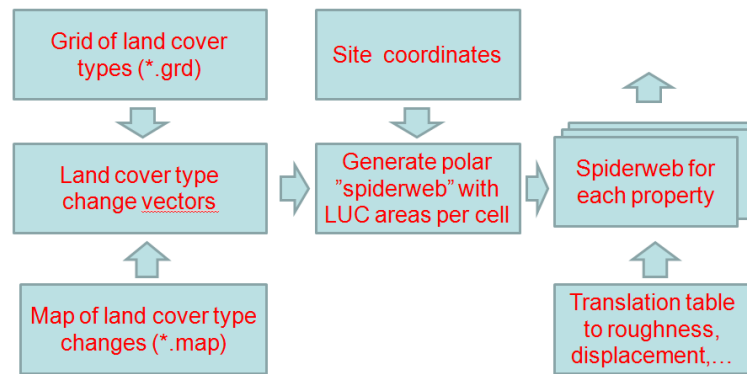 Grid of land cover
types (*.grd)
Site  coordinates
Land cover type
change vectors
Generate polar
”spiderweb” with
LUC areas per cell
Spiderweb for
each property
Map of land cover type
changes (*.map)
Translation table
to roughness,
displacement,…